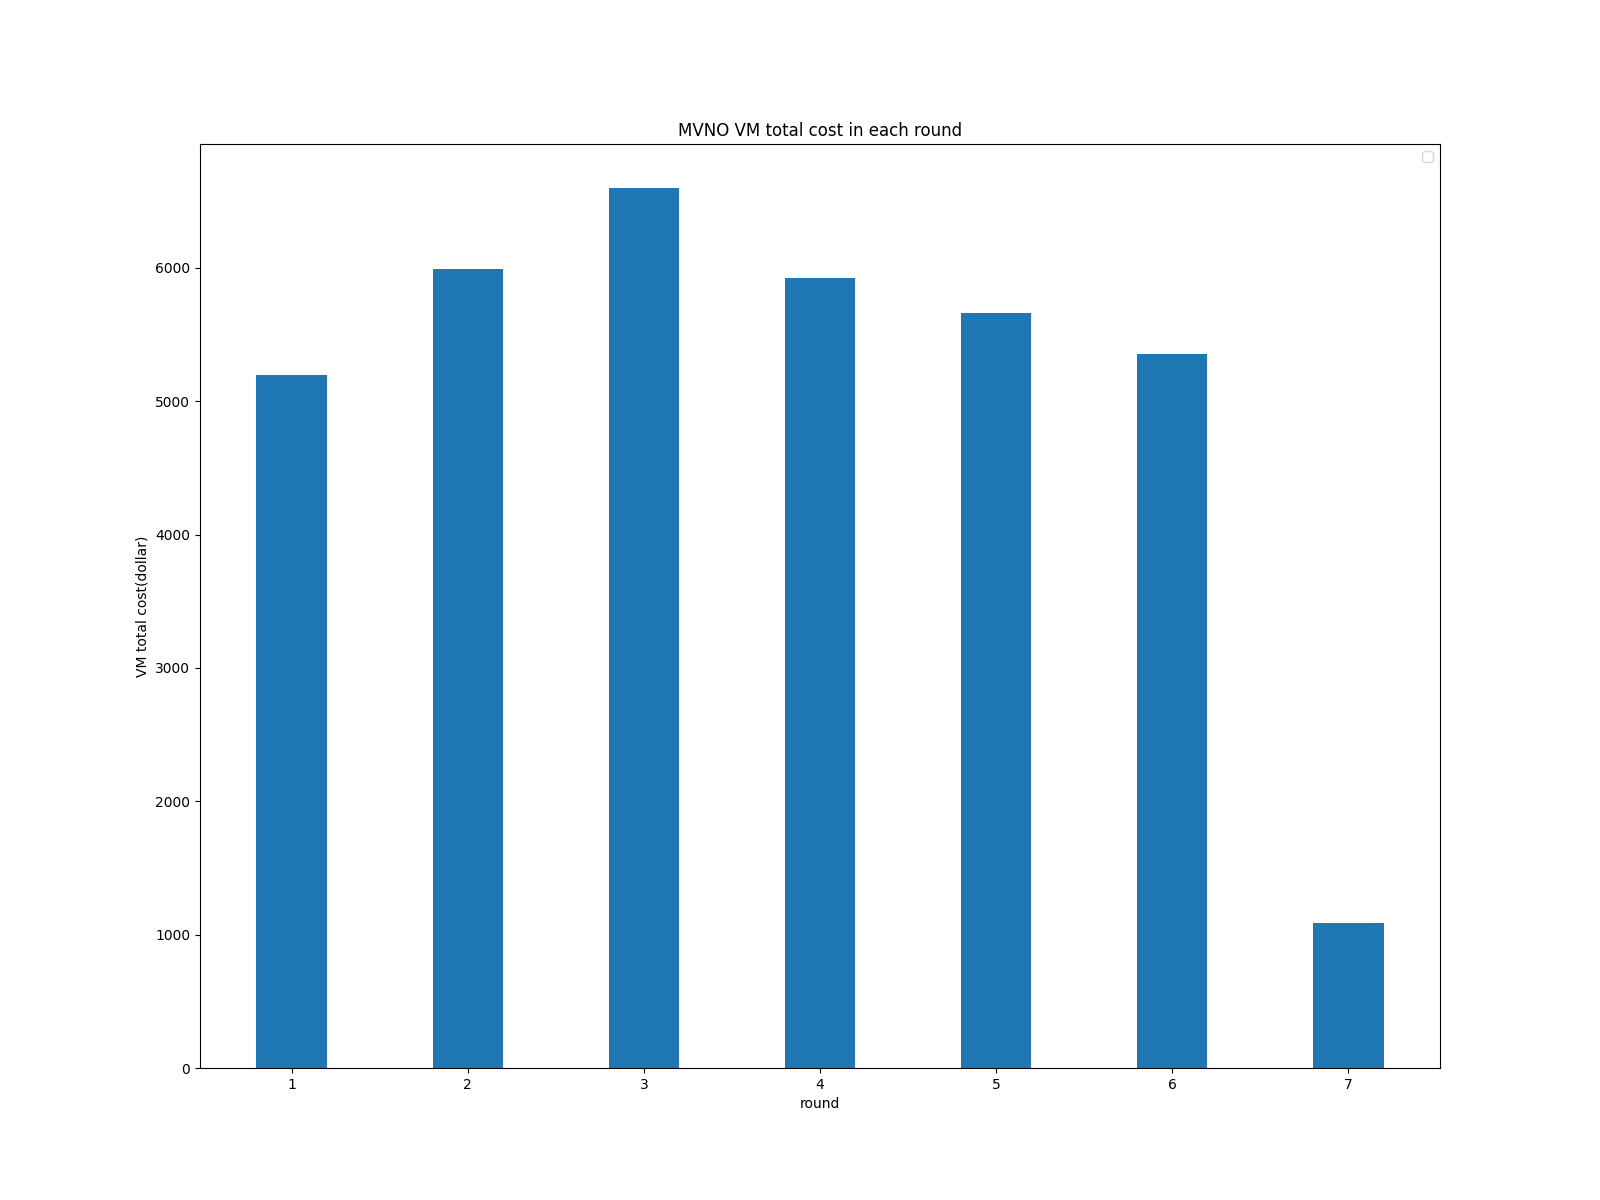 MVNO VM total cost in each round
6000
5000
4000
3000
2000
1000
0
VM total cost(dollar)
1 2 3 4 5 6 7
round